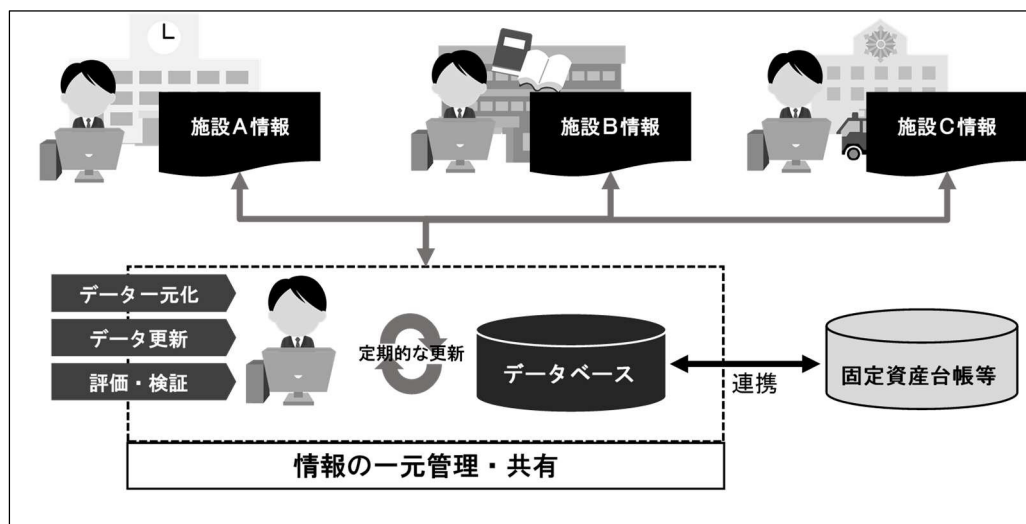 施設A情報
施設B情報
施設C情報
データ一元化
データ更新
評価・検証
定期的な更新
データベース
連携
固定資産台帳等
情報の一元管理・共有